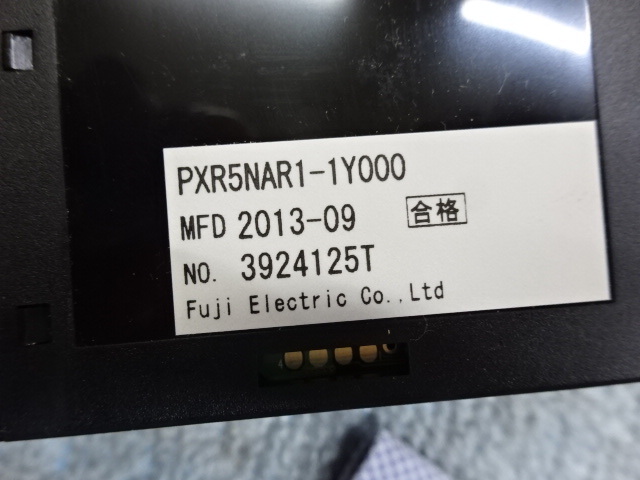 PXR5NAR1-1Y000
MFD 2013-09 合格
NO. 3924125T
Fuji Electric Co.,Ltd